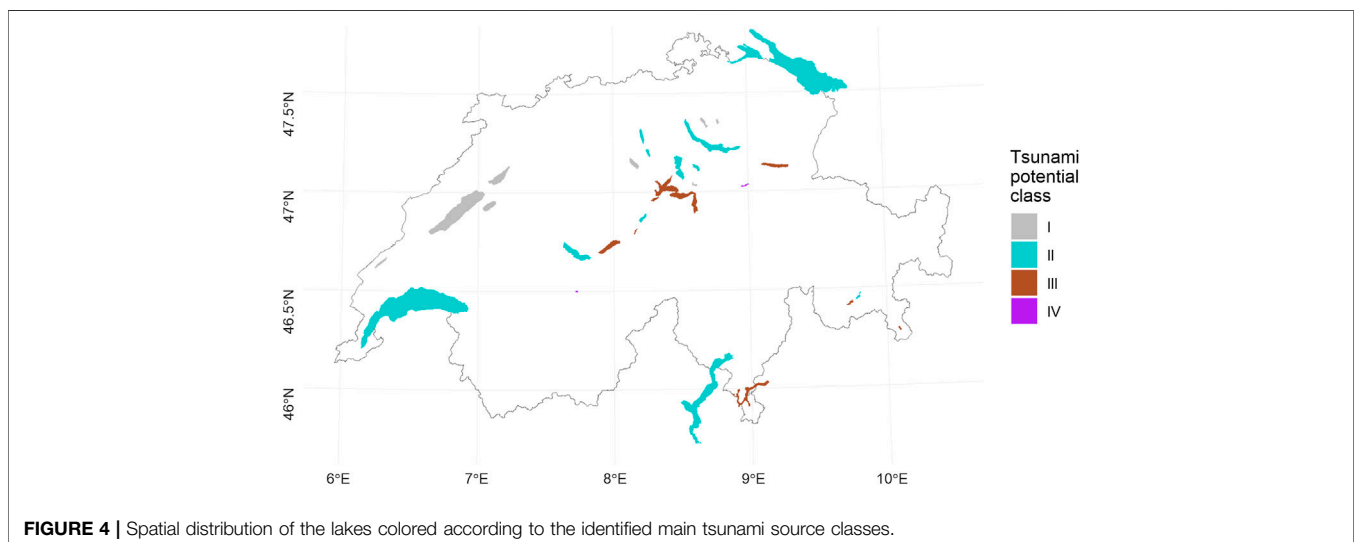 47.5°N
47°N
46.5°N
46°N
6°E
7°E
8°E
9°E
10°E
Tsunami
potential
class
I
II
III
IV
FIGURE 4 | Spatial distribution of the lakes colored according to the identified main tsunami source classes.